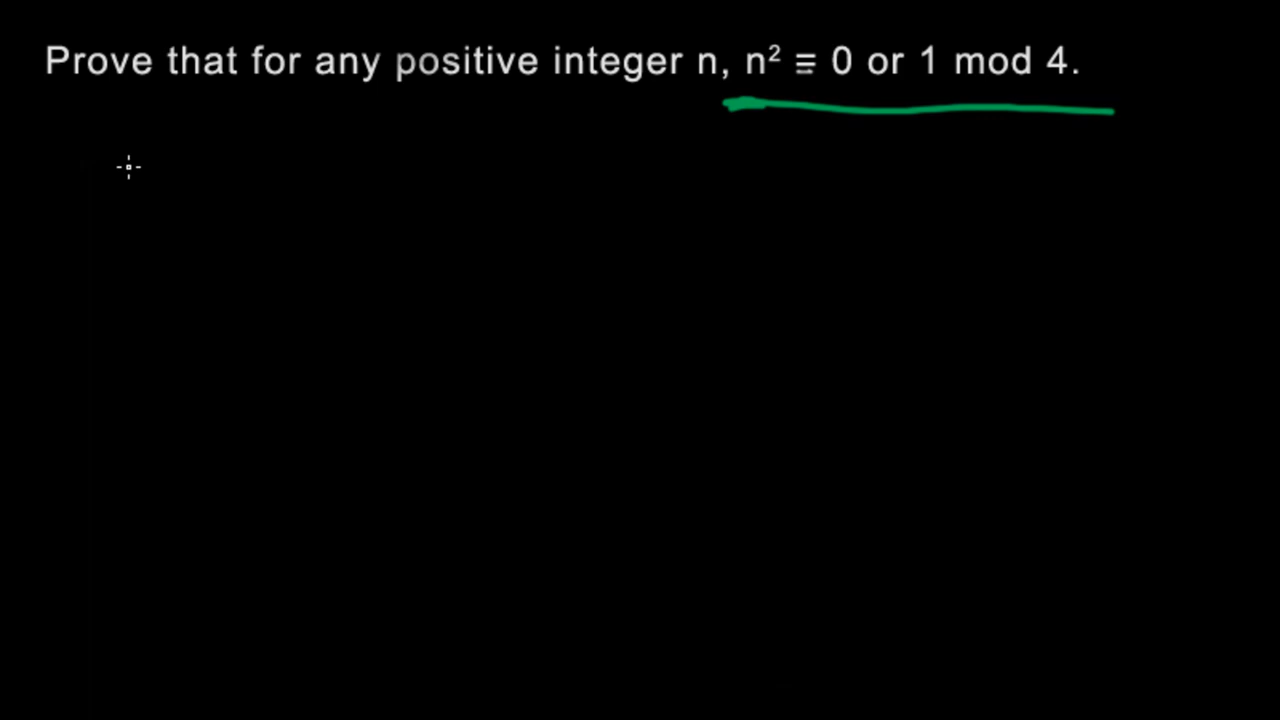 Prove that for any positive integer n, n² ≡ 0 or 1 mod 4.